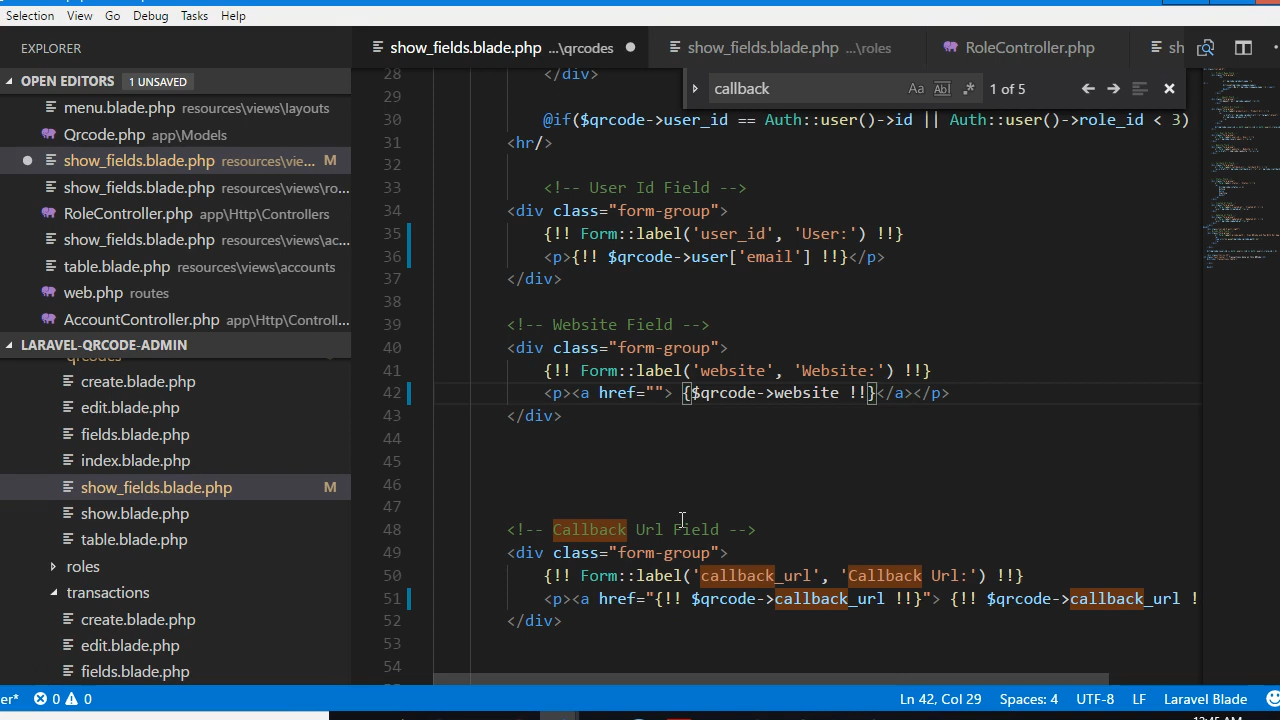 Selection View Go Debug Tasks Help
EXPLORER
show_fields.blade.php ...\qrcodes
show_fields.blade.php ...\roles
RoleController.php
sh
OPEN EDITORS 1 UNSAVED
menu.blade.php resources\views\layouts
Qrcode.php app\Models
show_fields.blade.php resources\vie... M
show_fields.blade.php resources\views\ro...
RoleController.php app\Http\Controllers
show_fields.blade.php resources\views\ac...
table.blade.php resources\views\accounts
web.php routes
AccountController.php app\Http\Controll...
LARAVEL-QRCODE-ADMIN
qrcodes
create.blade.php
edit.blade.php
fields.blade.php
index.blade.php
show_fields.blade.php M
show.blade.php
table.blade.php
roles
transactions
create.blade.php
edit.blade.php
fields.blade.php
callback Aa Abl .* 1 of 5
28 </div>
29
30 @if($qrcode->user_id == Auth::user()->id || Auth::user()->role_id < 3)
31 <hr/>
32
33 <!-- User Id Field -->
34 <div class="form-group">
35 {!! Form::label('user_id', 'User:') !!}
36 <p>{!! $qrcode->user['email'] !!}</p>
37 </div>
38
39 <!-- Website Field -->
40 <div class="form-group">
41 {!! Form::label('website', 'Website:') !!}
42 <p><a href=""> {$qrcode->website !!}</a></p>
43 </div>
44
45
46
47
48 <!-- Callback Url Field -->
49 <div class="form-group">
50 {!! Form::label('callback_url', 'Callback Url:') !!}
51 <p><a href="{!! $qrcode->callback_url !!}"> {!! $qrcode->callback_url !
52 </div>
53
54
er* 0 0 Ln 42, Col 29 Spaces: 4 UTF-8 LF Laravel Blade